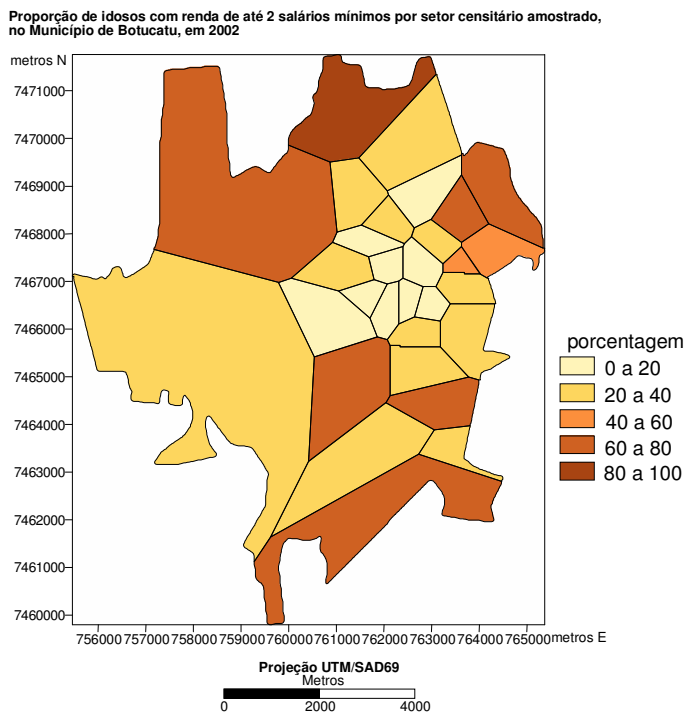 Proporção de idosos com renda de até 2 salários mínimos por setor censitário amostrado,
no Município de Botucatu, em 2002
metros N
7471000
7470000
7469000
7468000
7467000
7466000
7465000
7464000
7463000
7462000
7461000
7460000
porcentagem
0 a 20
20 a 40
40 a 60
60 a 80
80 a 100
756000 757000 758000 759000 760000 761000 762000 763000 764000 765000 metros E
Projeção UTM/SAD69
Metros
0 2000 4000